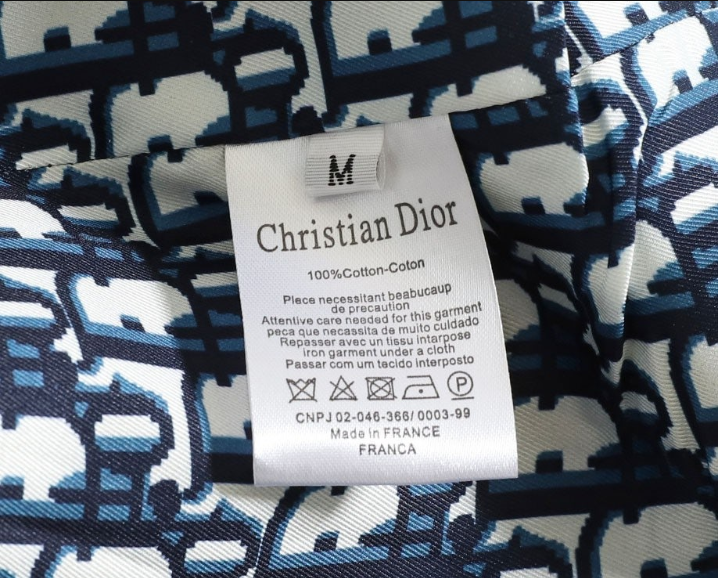 M
Christian Dior
100%Cotton-Coton
Piece necessitant beabucaup
de precaution
Attentive care needed for this garment
peca que necassita de muito cuidado
Repasser avec un tissu interpose
iron garment under a cloth
Passar com um tecido interposto
P
CNPJ 02-046-366/0003-99
Made in FRANCE
FRANCA